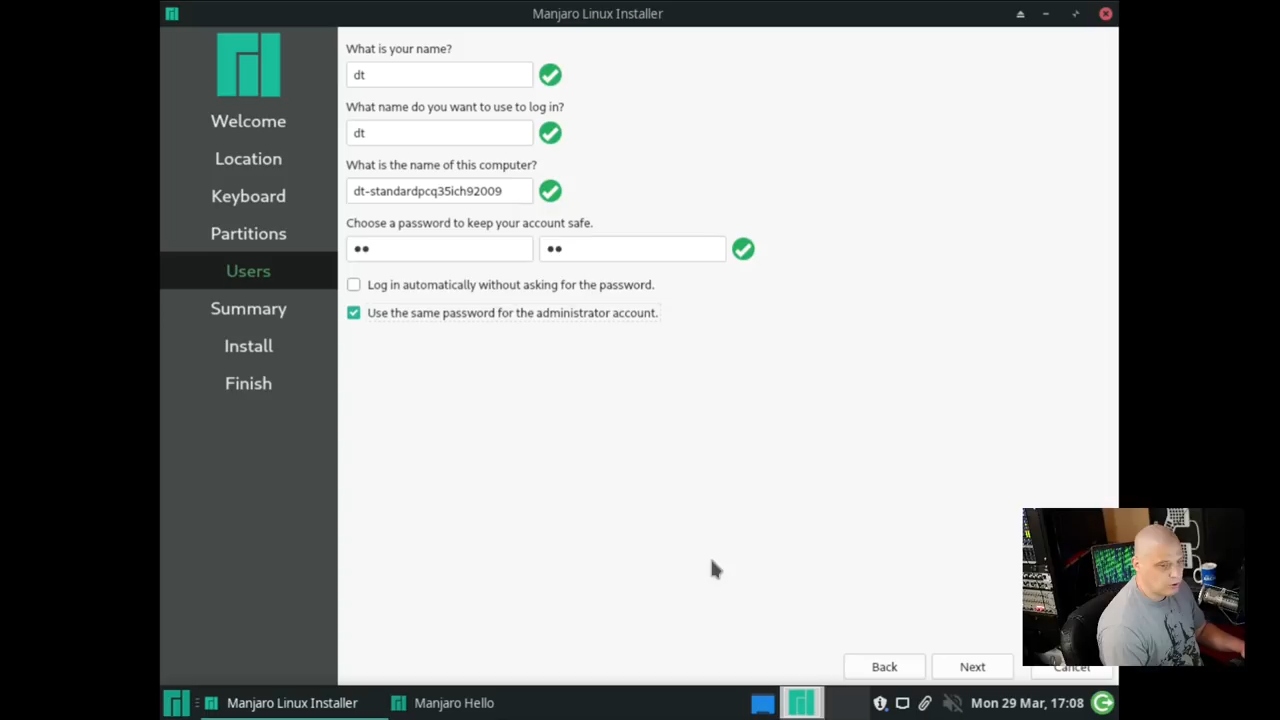 Manjaro Linux Installer
Welcome
Location
Keyboard
Partitions
Users
Summary
Install
Finish
What is your name?
dt
What name do you want to use to log in?
dt
What is the name of this computer?
dt-standardpcq35ich92009
Choose a password to keep your account safe.
Log in automatically without asking for the password.
Use the same password for the administrator account.
Back
Next
Cancel
Manjaro Linux Installer
Manjaro Hello
Mon 29 Mar, 17:08